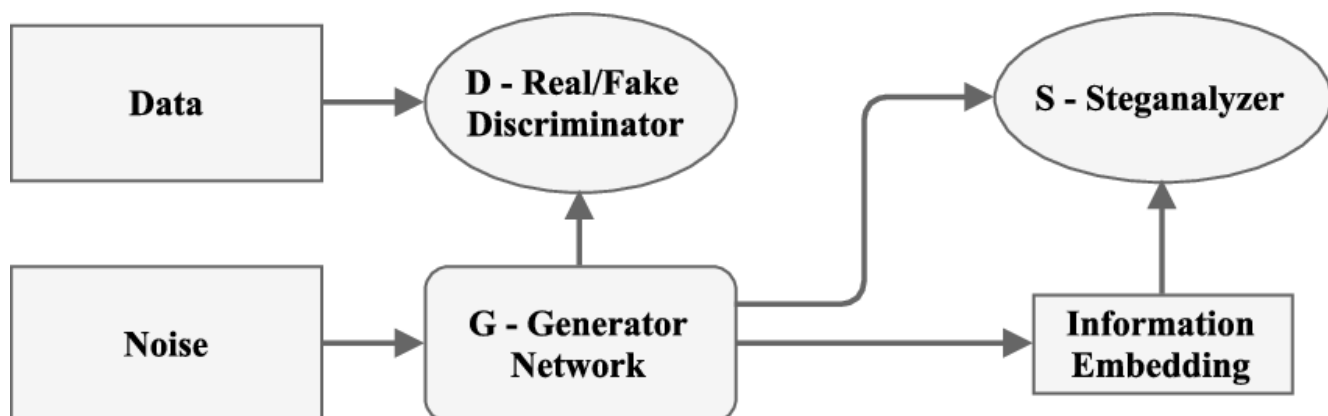 Data
D - Real/Fake
Discriminator
S - Steganalyzer
Noise
G - Generator
Network
Information
Embedding